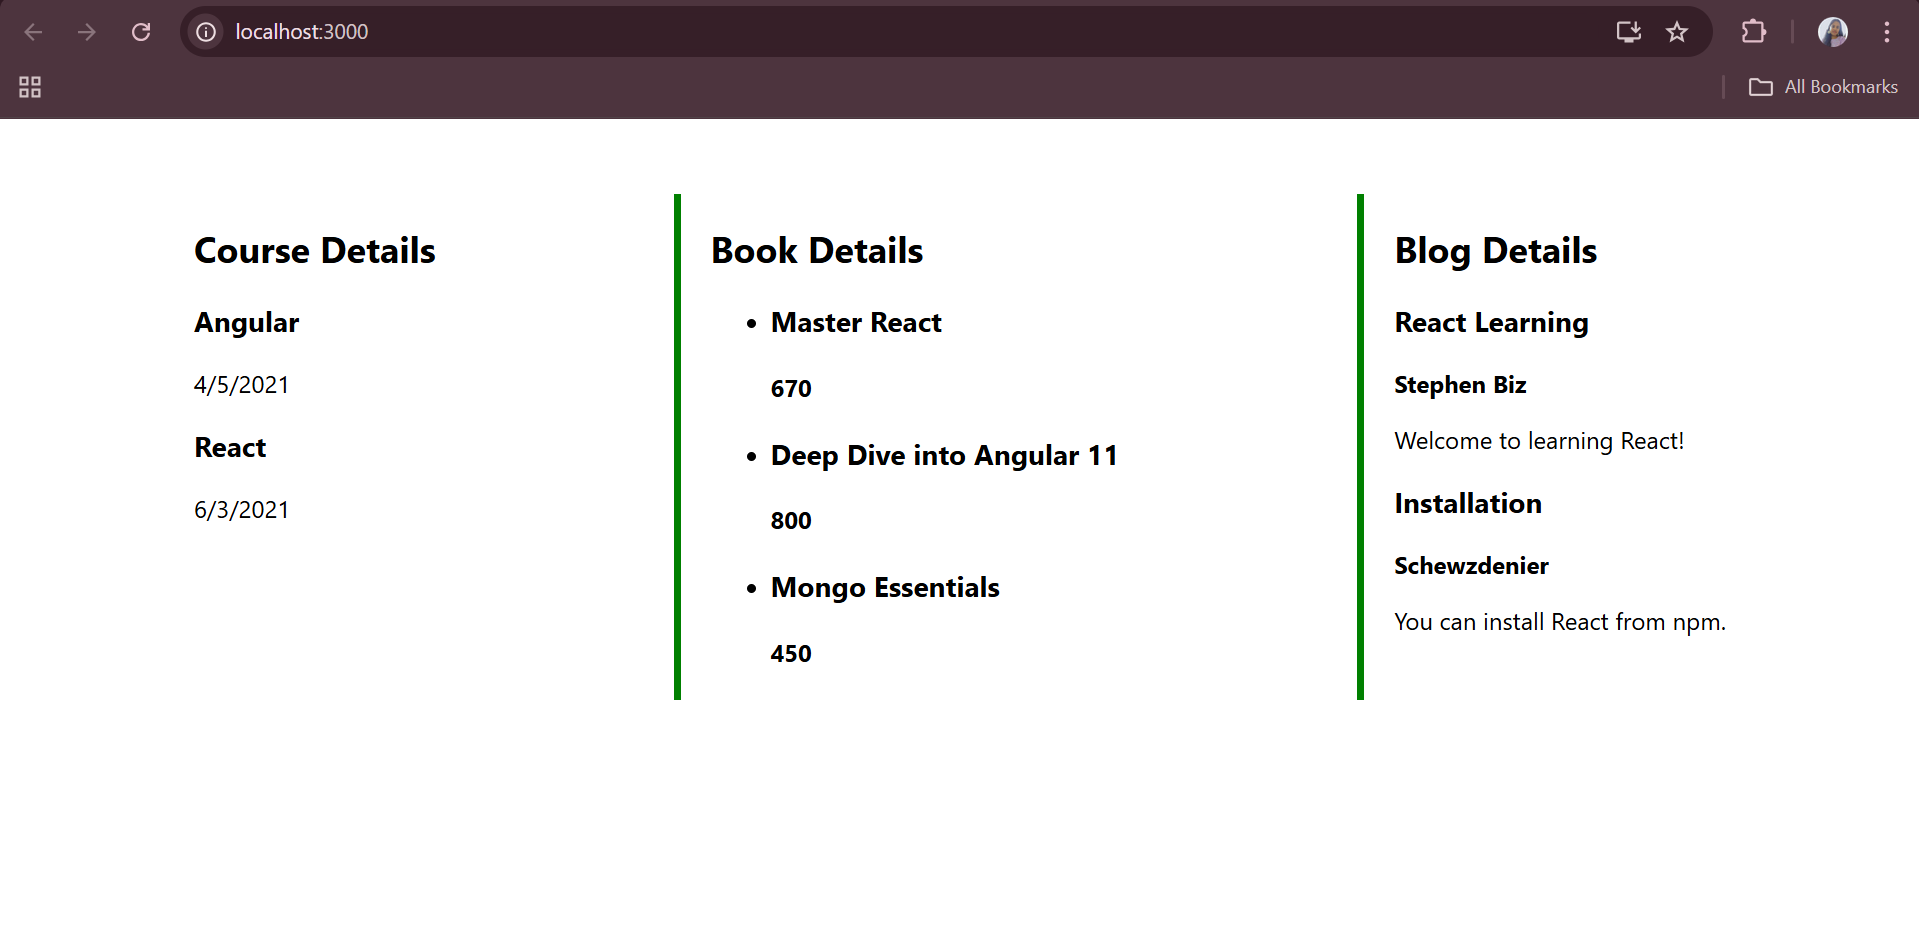 localhost:3000
All Bookmarks
Course Details
Angular
4/5/2021
React
6/3/2021
Book Details
Master React
670
Deep Dive into Angular 11
800
Mongo Essentials
450
Blog Details
React Learning
Stephen Biz
Welcome to learning React!
Installation
Schewzdenier
You can install React from npm.